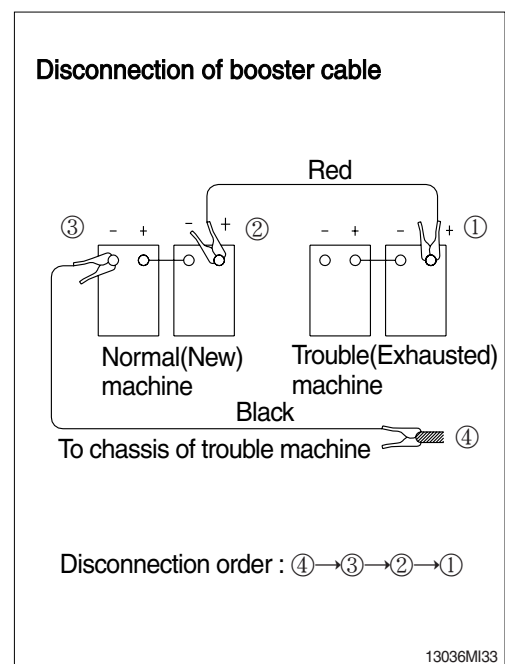 Disconnection of booster cable
Red
③ - + - + ② - + - + ①
Normal(New)
machine
Trouble(Exhausted)
machine
Black
To chassis of trouble machine ④
Disconnection order : ④→③→②→①
13036MI33